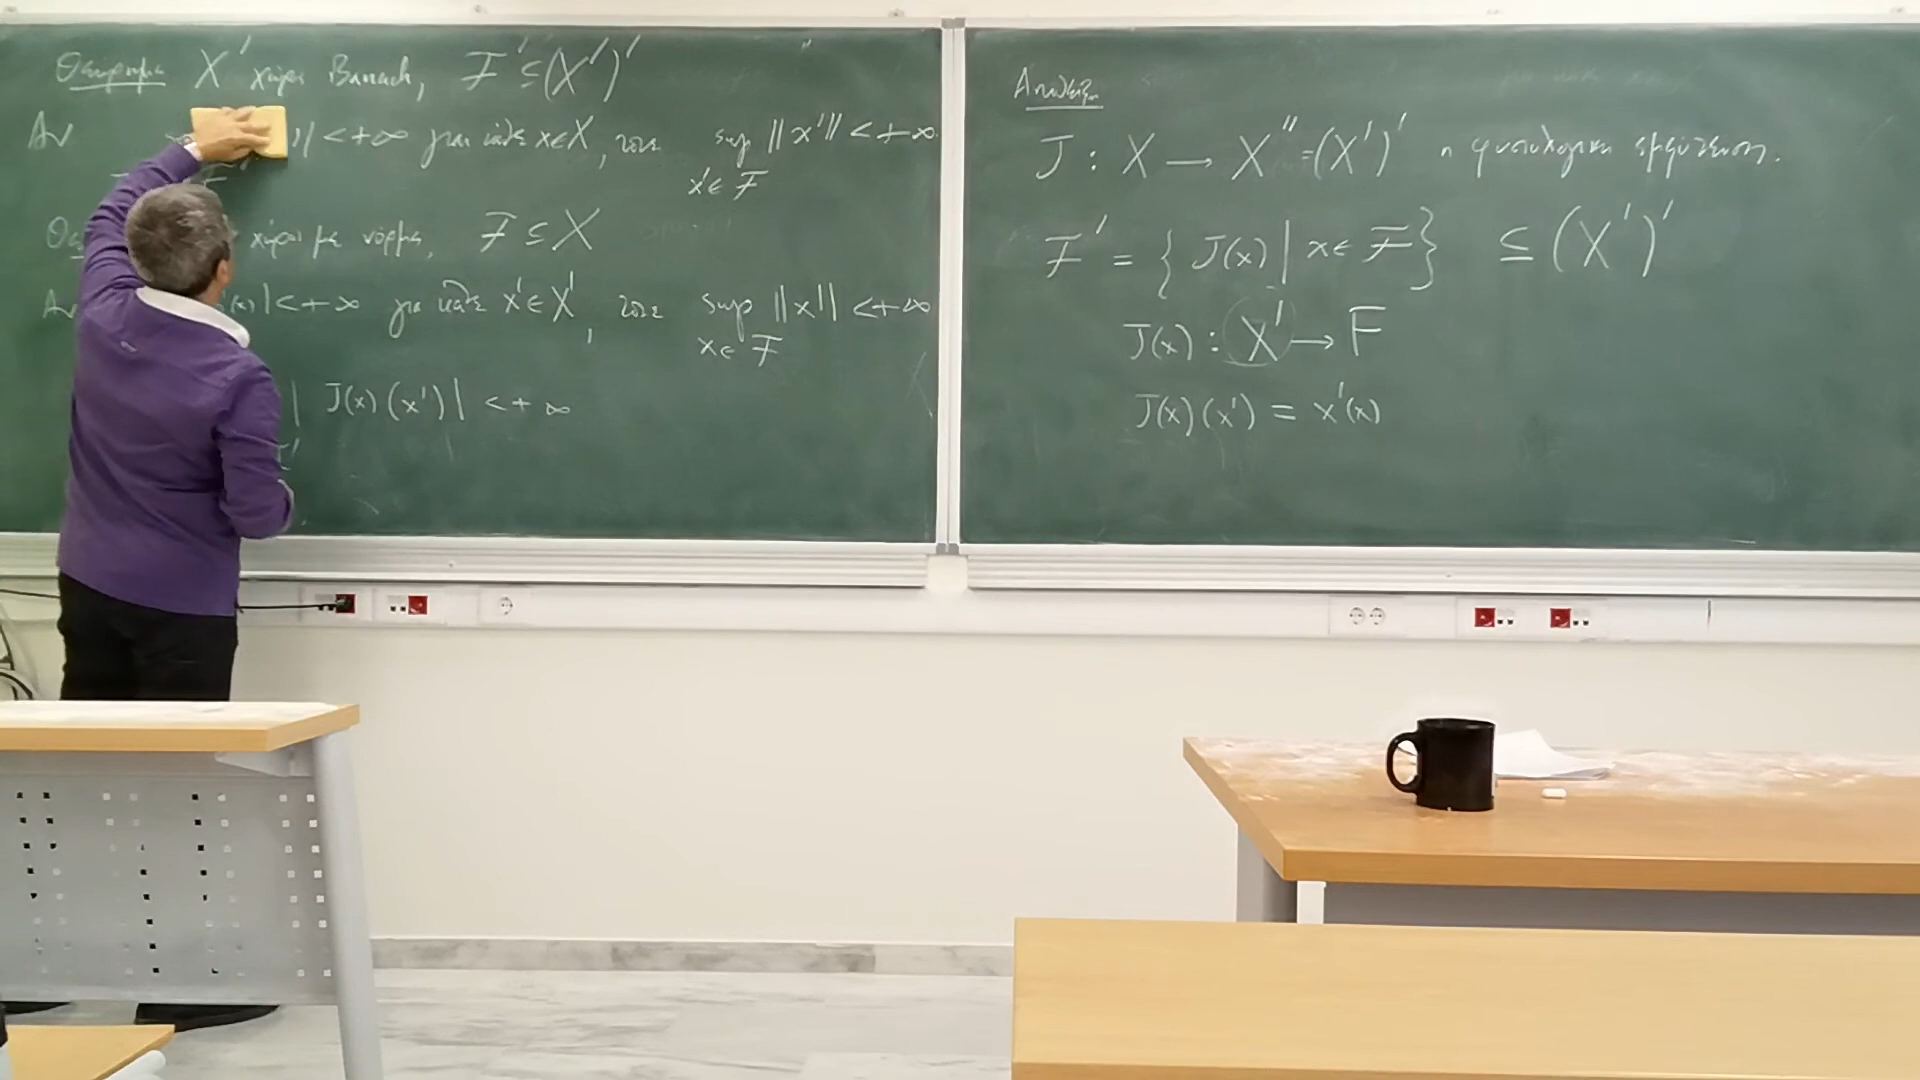 Θεώρημα X' χώρος Banach, F' ⊆ (X')'
Αν || < +∞ για κάθε x∈X, τότε sup ||x'|| < +∞
x'∈ F
χώρος με νόρμα, F ⊆ X
Αν (x)| < +∞ για κάθε x'∈X', τότε sup ||x|| < +∞
x∈ F
| J(x)(x')| < +∞
Απόδειξη
J : X → X'' = (X')' η φυσιολογική εμφύτευση.
F' = { J(x) | x∈ F } ⊆ (X')'
J(x) : X' → F
J(x)(x') = x'(x)